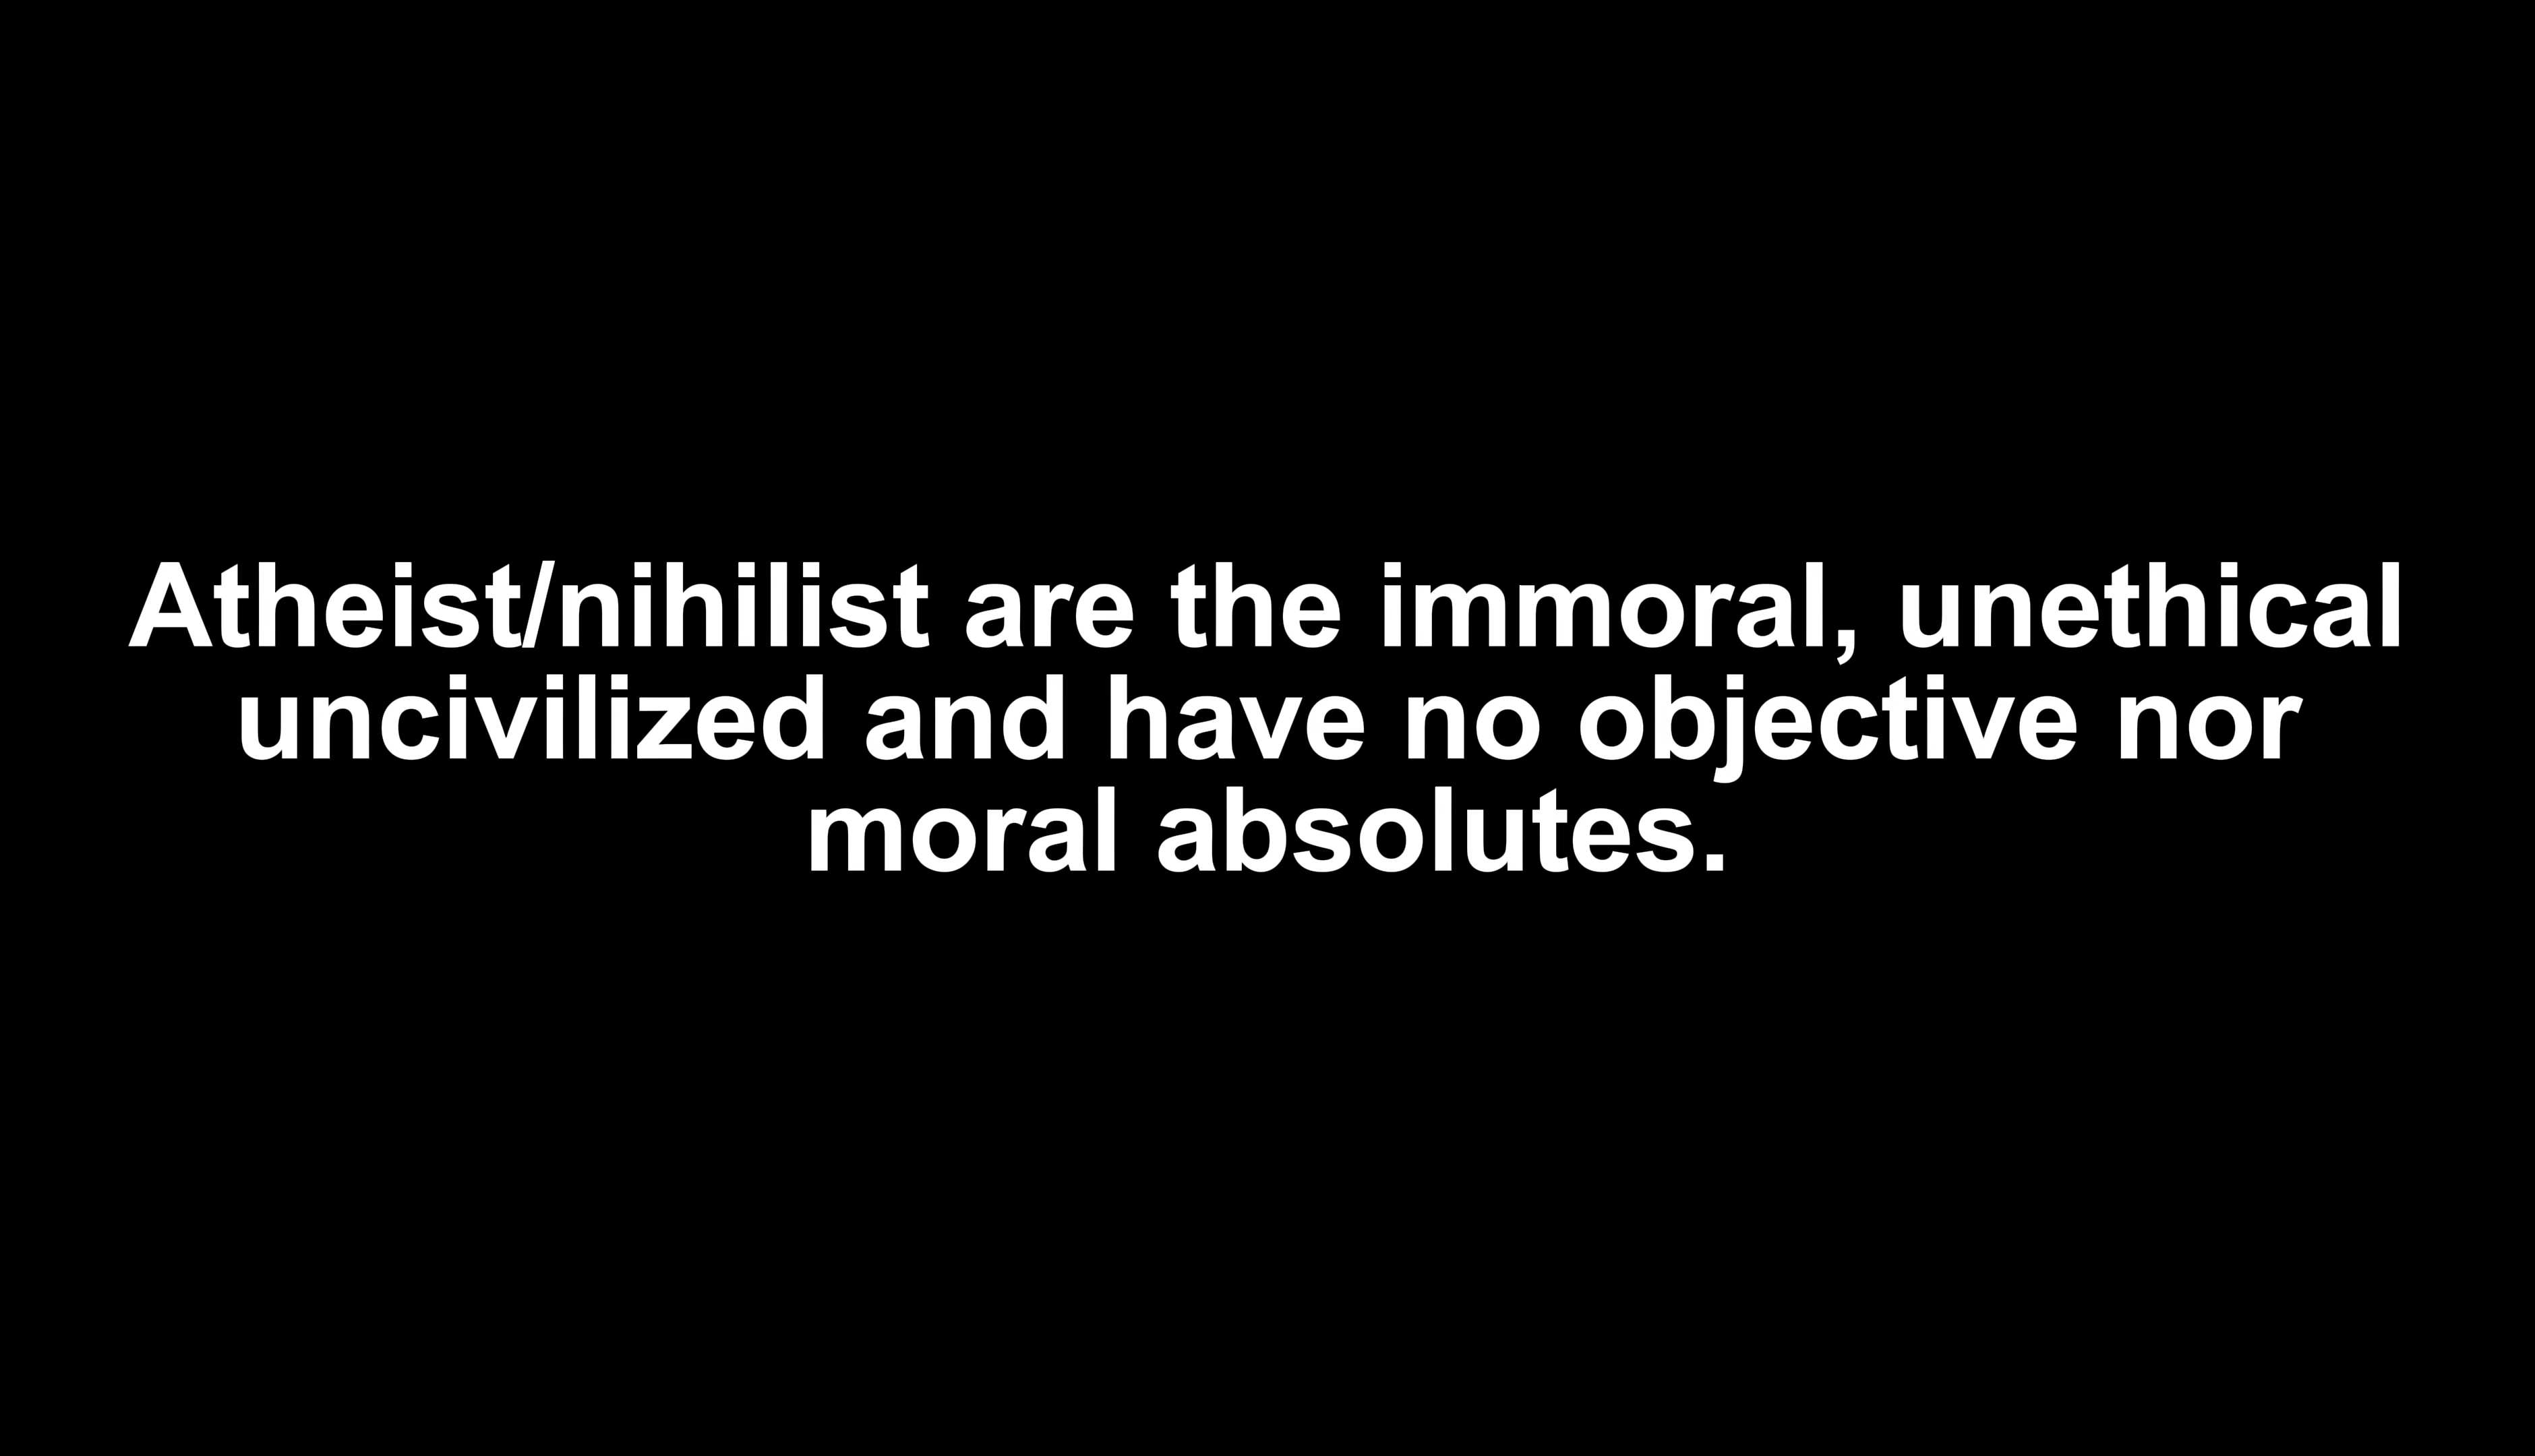 Atheist/nihilist are the immoral, unethical
uncivilized and have no objective nor
moral absolutes.